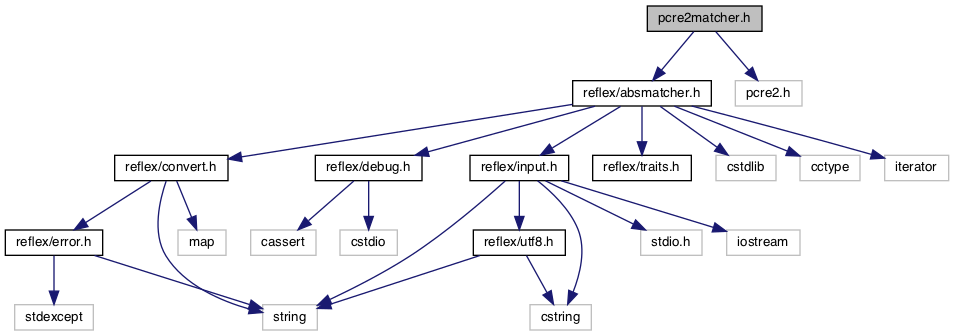 pcre2matcher.h
reflex/absmatcher.h
pcre2.h
reflex/convert.h
reflex/debug.h
reflex/input.h
reflex/traits.h
cstdlib
cctype
iterator
reflex/error.h
map
cassert
cstdio
reflex/utf8.h
stdio.h
iostream
stdexcept
string
cstring